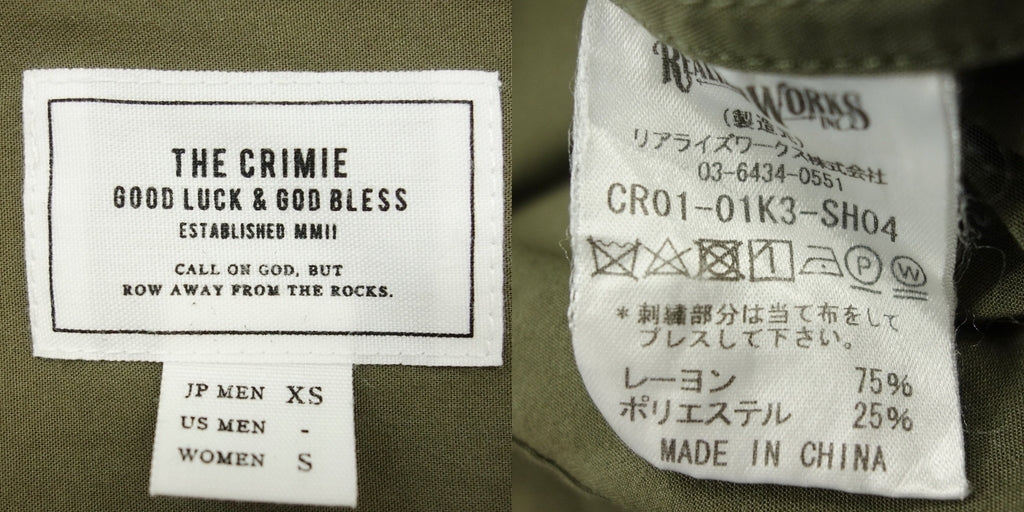 THE CRIMIE
GOOD LUCK & GOD BLESS
ESTABLISHED MMII
CALL ON GOD, BUT
ROW AWAY FROM THE ROCKS.
JP MEN XS
US MEN -
WOMEN S
WORKS
INC.
(製造元)
リアライズワークス株式会社
03-6434-0551
CR01-01K3-SH04
P W
*刺繍部分は当て布をして
プレスして下さい。
レーヨン 75%
ポリエステル 25%
MADE IN CHINA